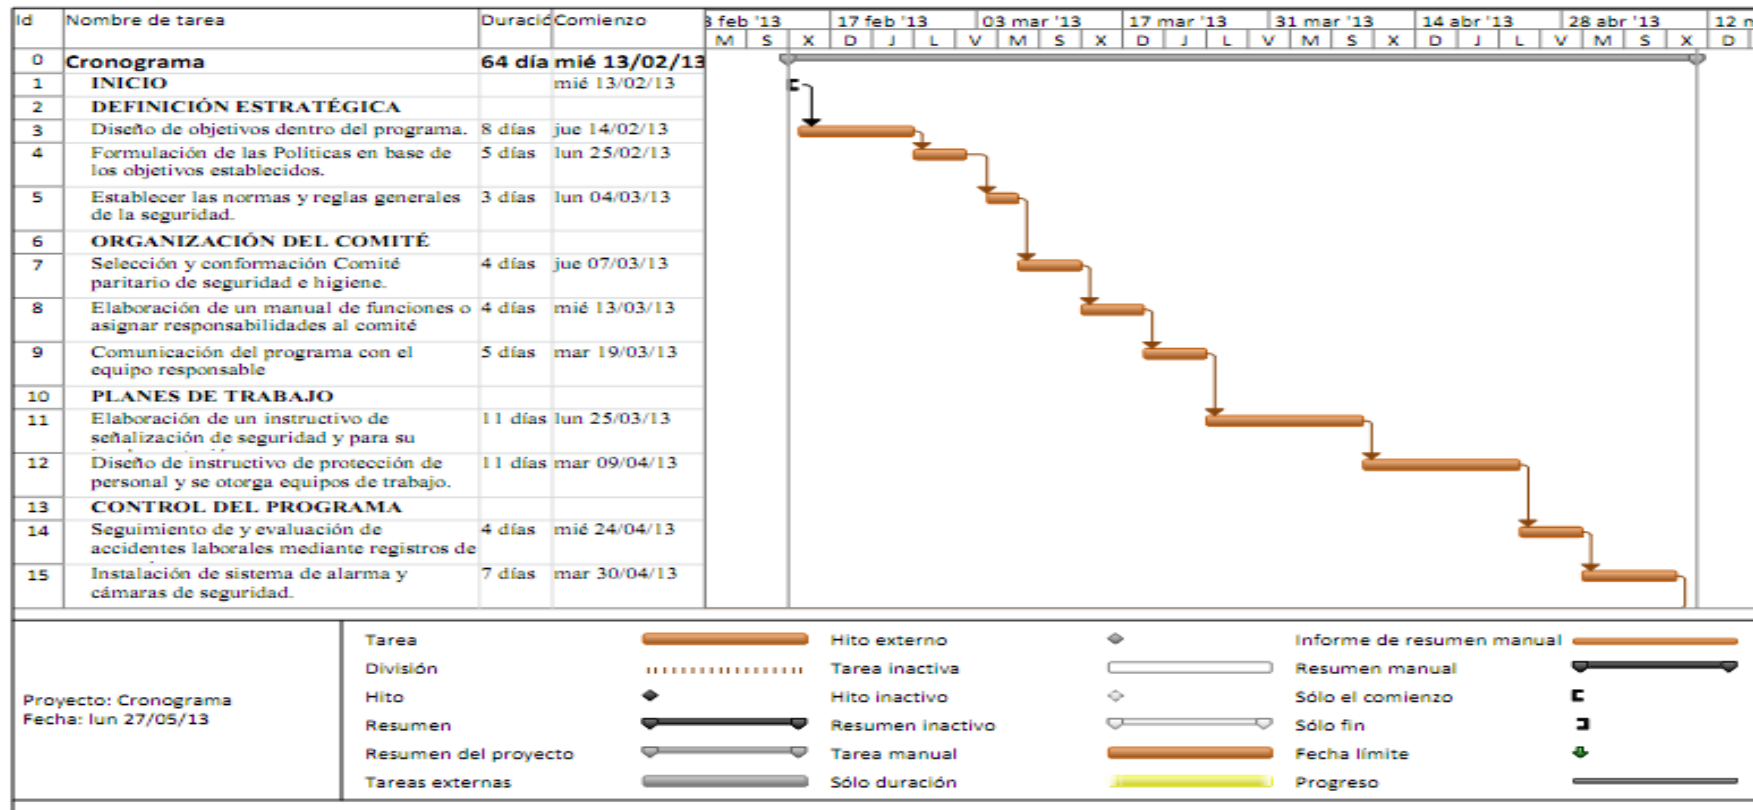 Id Nombre de tarea Duració Comienzo 3 feb '13 17 feb '13 03 mar '13 17 mar '13 31 mar '13 14 abr '13 28 abr '13 12 m
M S X D J L V M S X D J L V M S X D J L V M S X D
0 Cronograma 64 día mié 13/02/13
1 INICIO mié 13/02/13
2 DEFINICIÓN ESTRATÉGICA
3 Diseño de objetivos dentro del programa. 8 días jue 14/02/13
4 Formulación de las Políticas en base de 5 días lun 25/02/13
los objetivos establecidos.
5 Establecer las normas y reglas generales 3 días lun 04/03/13
de la seguridad.
6 ORGANIZACIÓN DEL COMITÉ
7 Selección y conformación Comité 4 días jue 07/03/13
paritario de seguridad e higiene.
8 Elaboración de un manual de funciones o 4 días mié 13/03/13
asignar responsabilidades al comité
9 Comunicación del programa con el 5 días mar 19/03/13
equipo responsable
10 PLANES DE TRABAJO
11 Elaboración de un instructivo de 11 días lun 25/03/13
señalización de seguridad y para su
12 Diseño de instructivo de protección de 11 días mar 09/04/13
personal y se otorga equipos de trabajo.
13 CONTROL DEL PROGRAMA
14 Seguimiento de y evaluación de 4 días mié 24/04/13
accidentes laborales mediante registros de
15 Instalación de sistema de alarma y 7 días mar 30/04/13
cámaras de seguridad.
Proyecto: Cronograma
Fecha: lun 27/05/13
Tarea Hito externo Informe de resumen manual
División Tarea inactiva Resumen manual
Hito Hito inactivo Sólo el comienzo
Resumen Resumen inactivo Sólo fin
Resumen del proyecto Tarea manual Fecha límite
Tareas externas Sólo duración Progreso